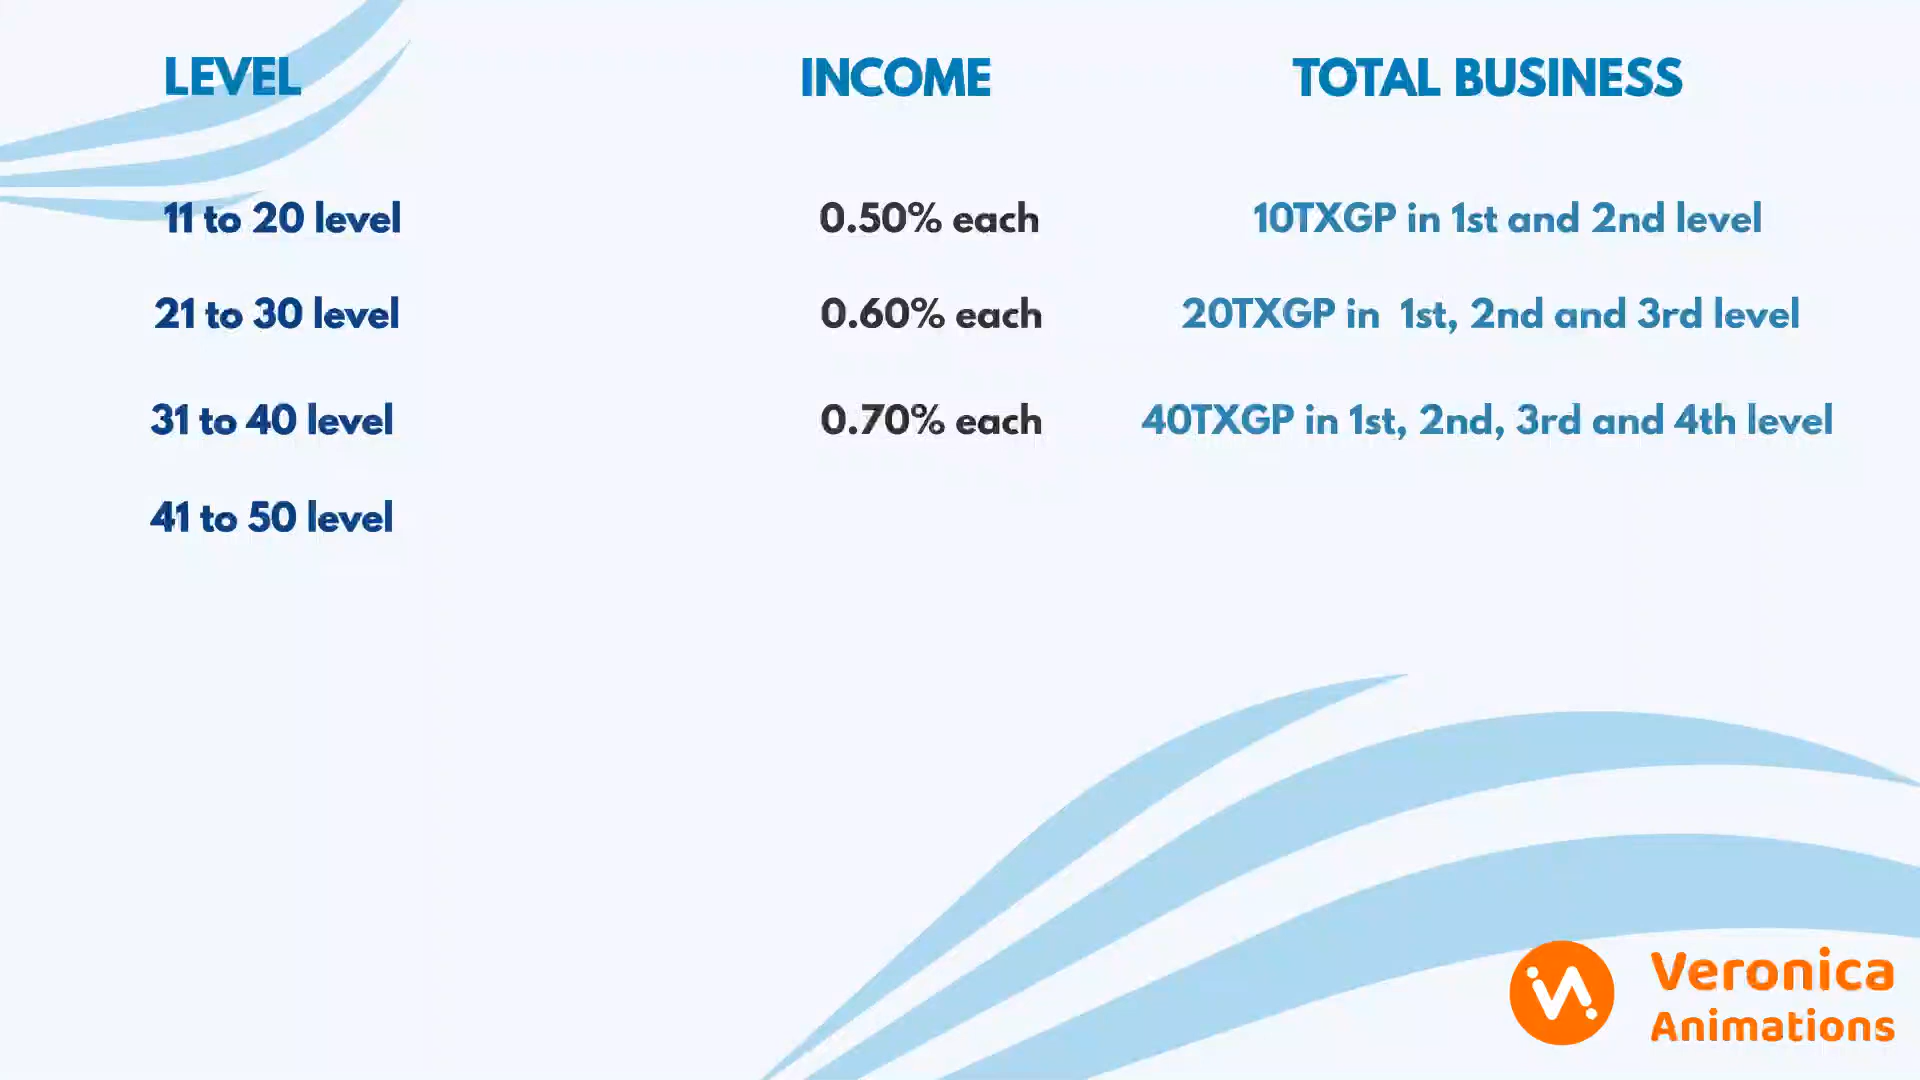 LEVEL INCOME TOTAL BUSINESS
11 to 20 level 0.50% each 10TXGP in 1st and 2nd level
21 to 30 level 0.60% each 20TXGP in 1st, 2nd and 3rd level
31 to 40 level 0.70% each 40TXGP in 1st, 2nd, 3rd and 4th level
41 to 50 level
Veronica
Animations